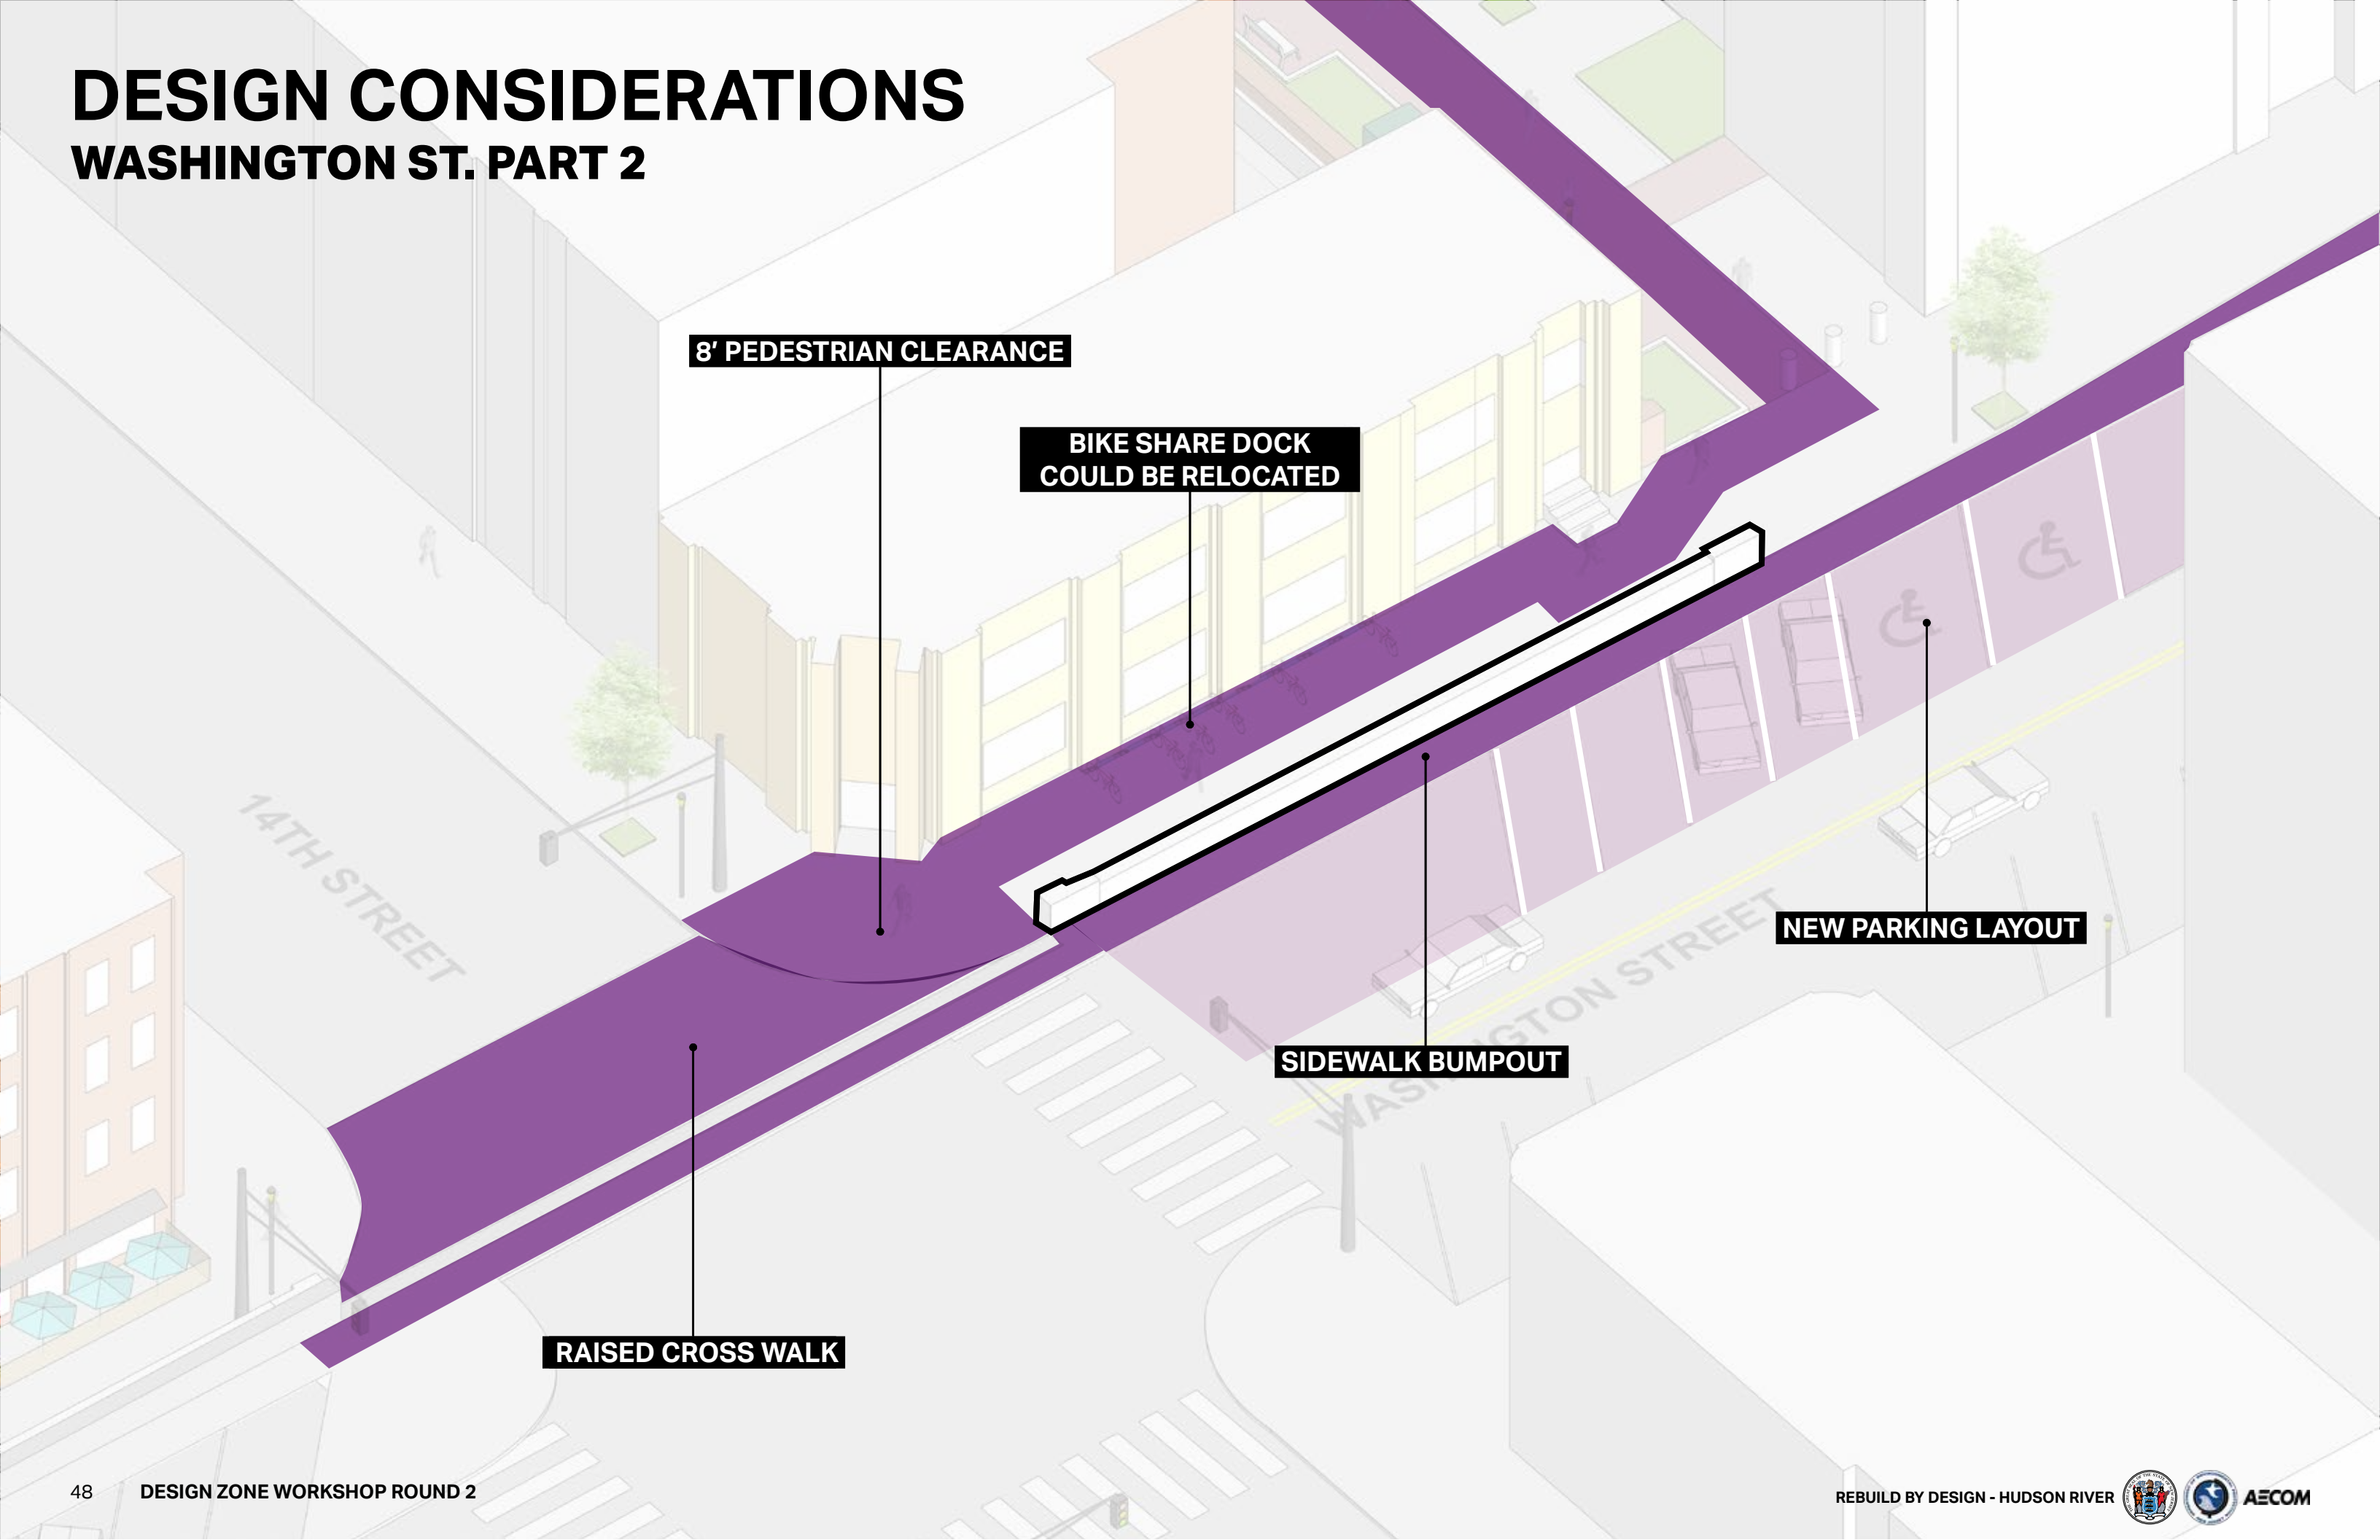 DESIGN CONSIDERATIONS
WASHINGTON ST. PART 2
8′ PEDESTRIAN CLEARANCE
BIKE SHARE DOCK
COULD BE RELOCATED
14TH STREET
NEW PARKING LAYOUT
WASHINGTON STREET
SIDEWALK BUMPOUT
RAISED CROSS WALK
48 DESIGN ZONE WORKSHOP ROUND 2
REBUILD BY DESIGN - HUDSON RIVER AECOM